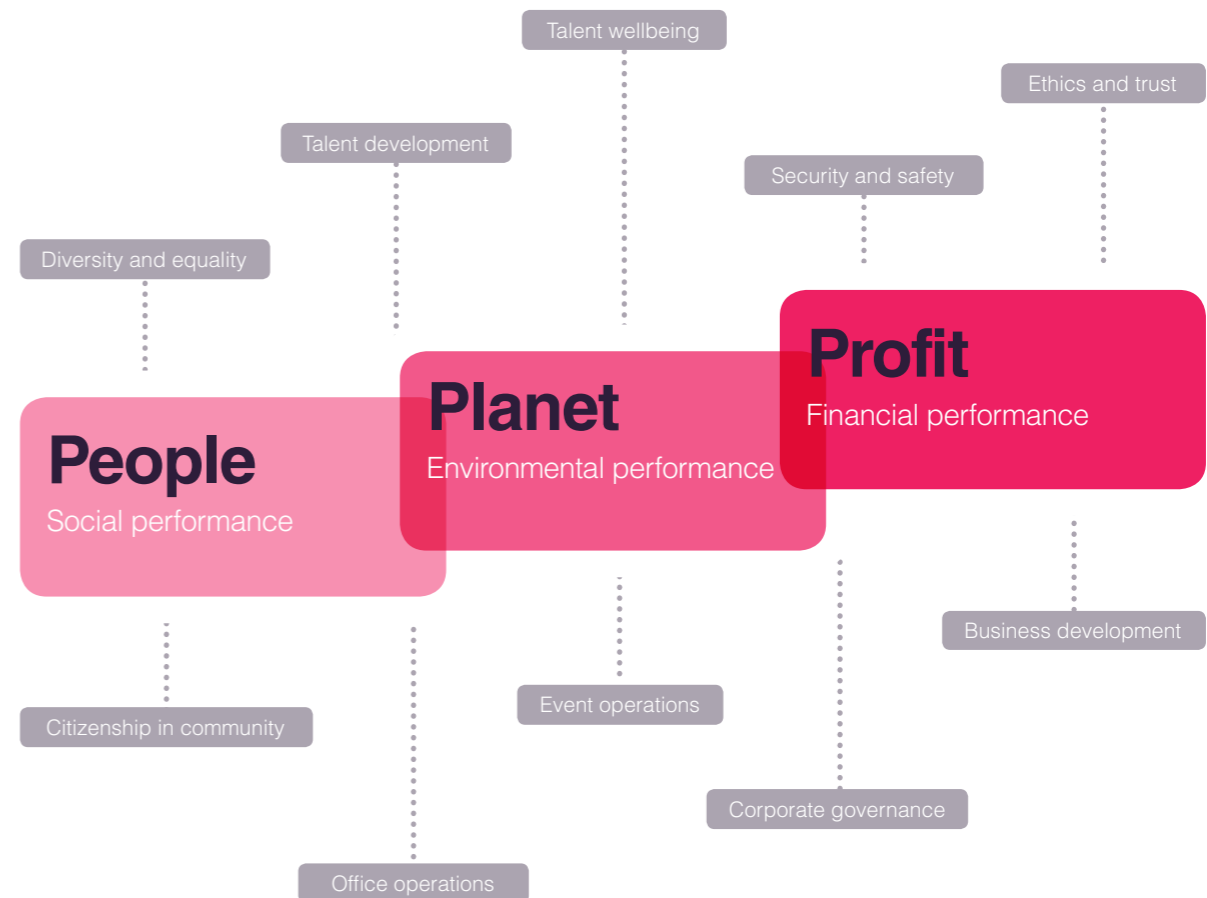 Talent wellbeing
Ethics and trust
Talent development
Security and safety
Diversity and equality
Profit
Financial performance
Planet
Environmental performance
People
Social performance
Business development
Event operations
Citizenship in community
Corporate governance
Office operations